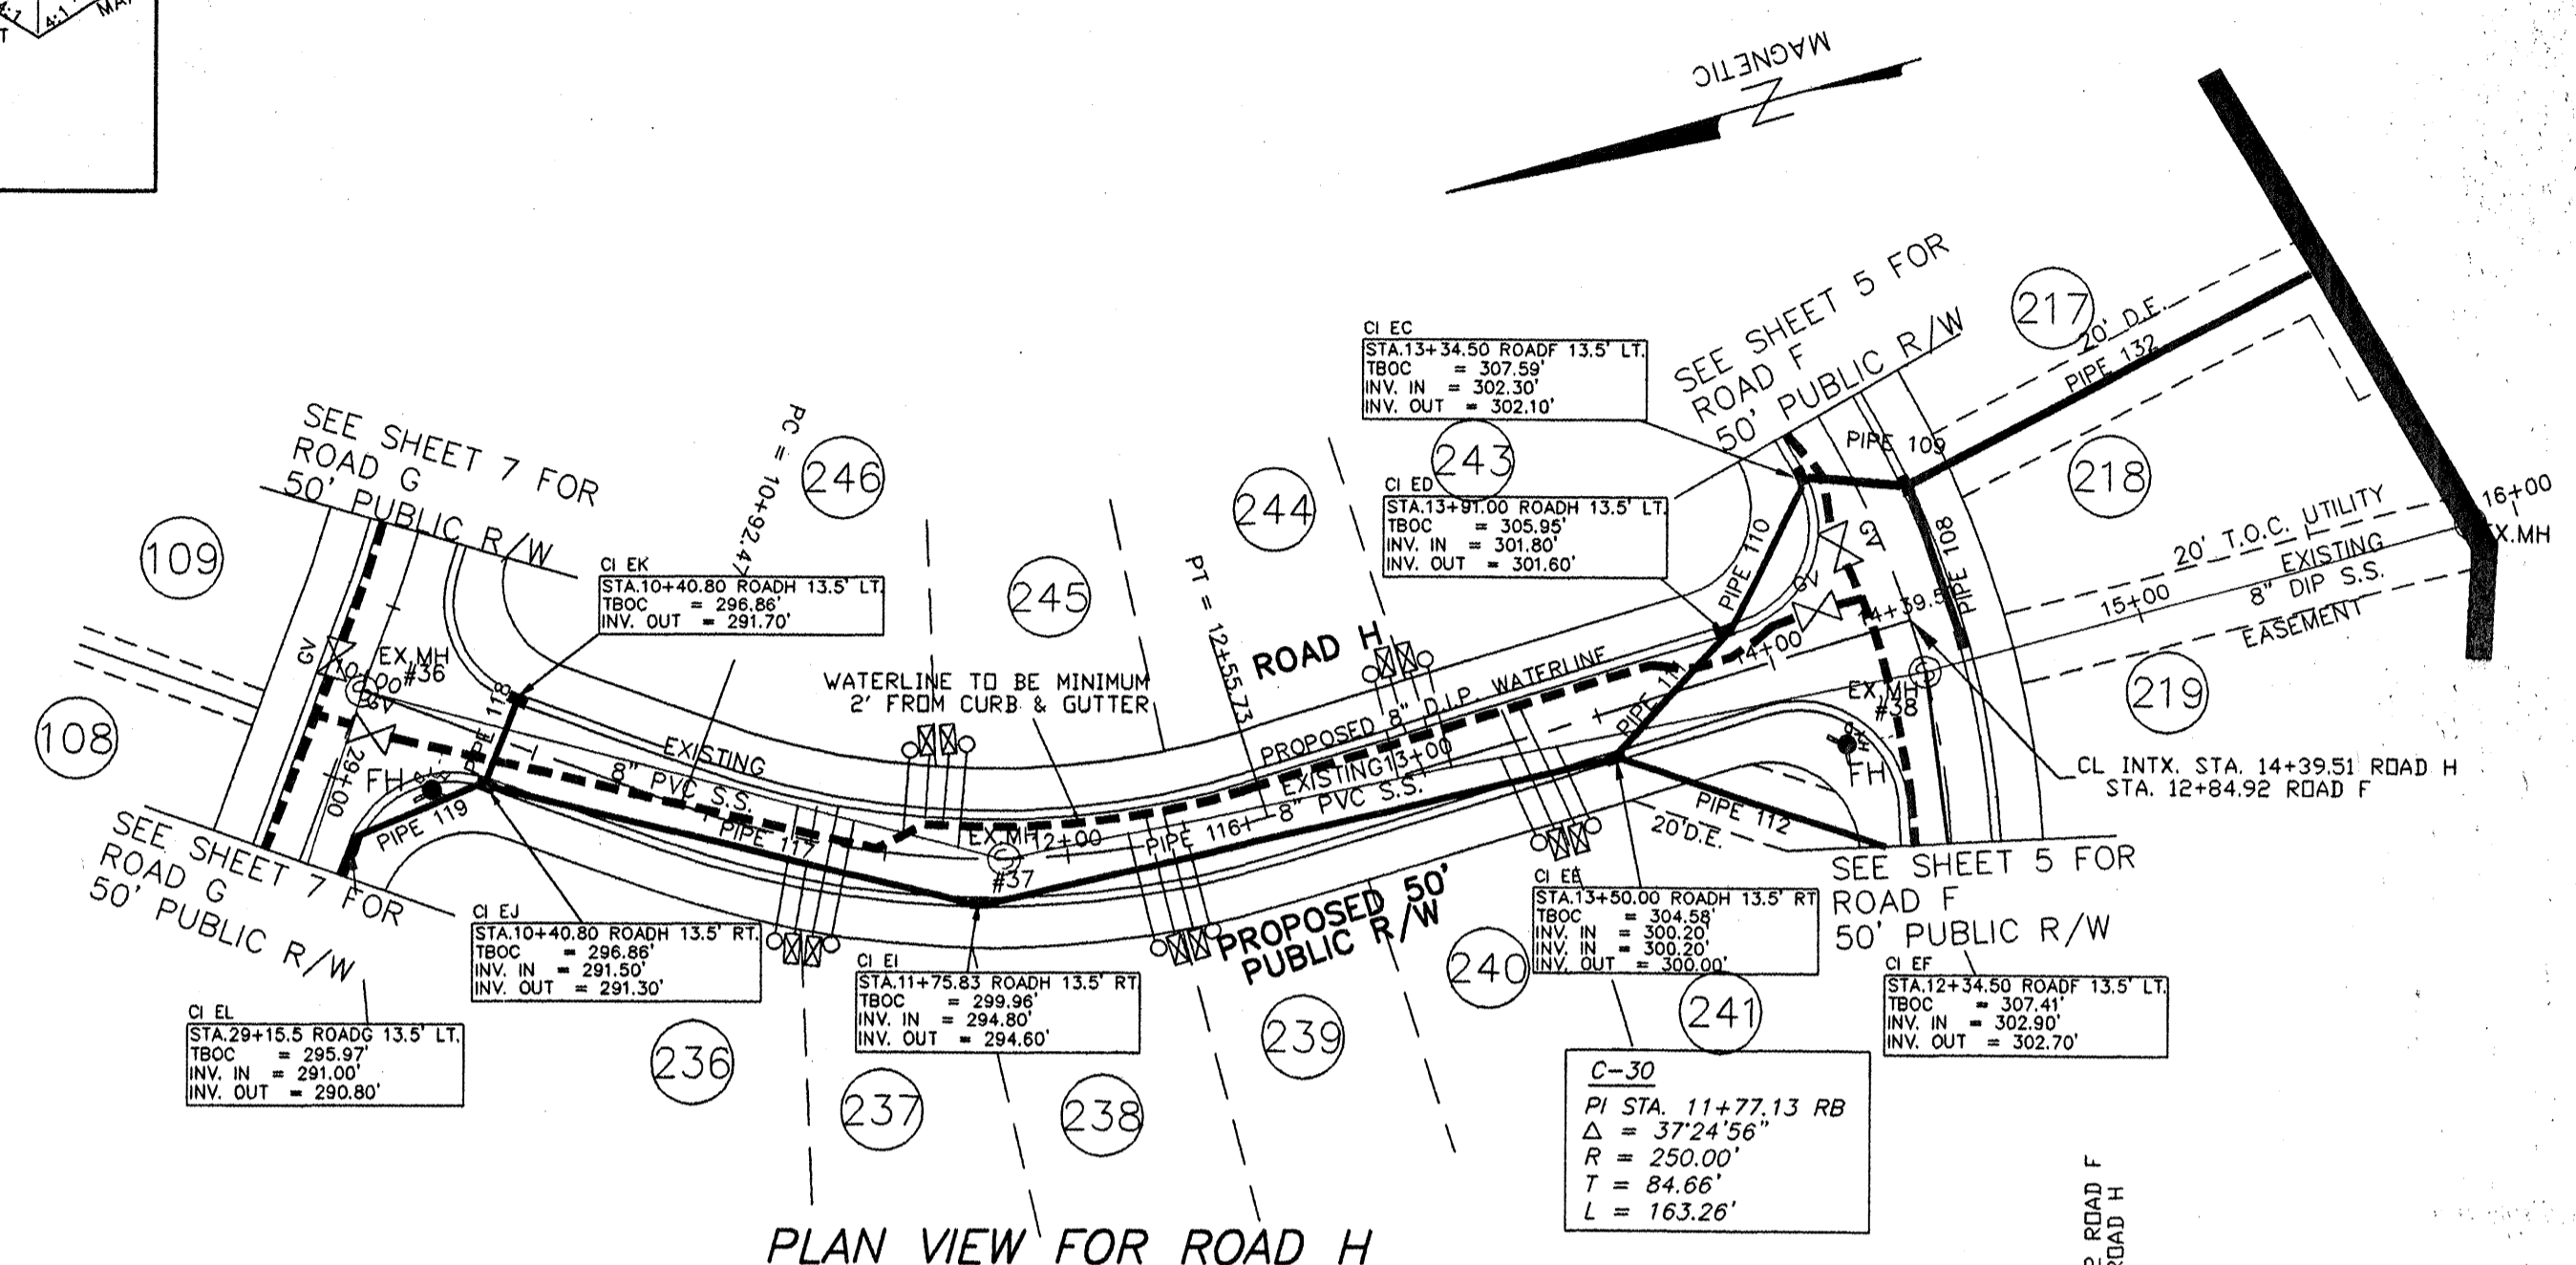 4:1
MAGNETIC
N
SEE SHEET 5 FOR
ROAD F
50' PUBLIC R/W
217
20' D.E.
PIPE 132
CI EC
STA.13+34.50 ROADF 13.5' LT.
TBOC = 307.59'
INV. IN = 302.30'
INV. OUT = 302.10'
243
PIPE 109
218
CI ED
STA.13+91.00 ROADH 13.5' LT.
TBOC = 305.95'
INV. IN = 301.80'
INV. OUT = 301.60'
PIPE 110
PIPE 108
GV
GV
16+00
EX.MH
20' T.O.C. UTILITY
EXISTING
8" DIP S.S.
EASEMENT
15+00
219
SEE SHEET 7 FOR
ROAD G
50' PUBLIC R/W
PC = 10+92.47
246
244
109
CI EK
STA.10+40.80 ROADH 13.5' LT.
TBOC = 296.86'
INV. OUT = 291.70'
245
PT = 12+55.73
ROAD H
GV
10+00
EX.MH
#36
GV
108
WATERLINE TO BE MINIMUM
2' FROM CURB & GUTTER
PROPOSED 8" D.I.P. WATERLINE
14+00
EX.MH
#38
FH
PIPE 118
EXISTING
8" PVC S.S.
EXISTING
13+00
8" PVC S.S.
29+00
FH
PIPE 119
PIPE 117
EX.MH
#37
12+00
PIPE 116
PIPE 112
20'D.E.
CL INTX. STA. 14+39.51 ROAD H
STA. 12+84.92 ROAD F
SEE SHEET 7 FOR
ROAD G
50' PUBLIC R/W
SEE SHEET 5 FOR
ROAD F
50' PUBLIC R/W
PROPOSED 50'
PUBLIC R/W
CI EJ
STA.10+40.80 ROADH 13.5' RT.
TBOC = 296.86'
INV. IN = 291.50'
INV. OUT = 291.30'
CI EI
STA.11+75.83 ROADH 13.5' RT
TBOC = 299.96'
INV. IN = 294.80'
INV. OUT = 294.60'
CI EE
STA.13+50.00 ROADH 13.5' RT
TBOC = 304.58'
INV. IN = 300.20'
INV. IN = 300.20'
INV. OUT = 300.00'
CI EF
STA.12+34.50 ROADF 13.5' LT.
TBOC = 307.41'
INV. IN = 302.90'
INV. OUT = 302.70'
CI EL
STA.29+15.5 ROADG 13.5' LT.
TBOC = 295.97'
INV. IN = 291.00'
INV. OUT = 290.80'
236
237
238
239
240
241
C-30
PI STA. 11+77.13 RB
Δ = 37°24'56"
R = 250.00'
T = 84.66'
L = 163.26'
PLAN VIEW FOR ROAD H
ROAD F
ROAD H